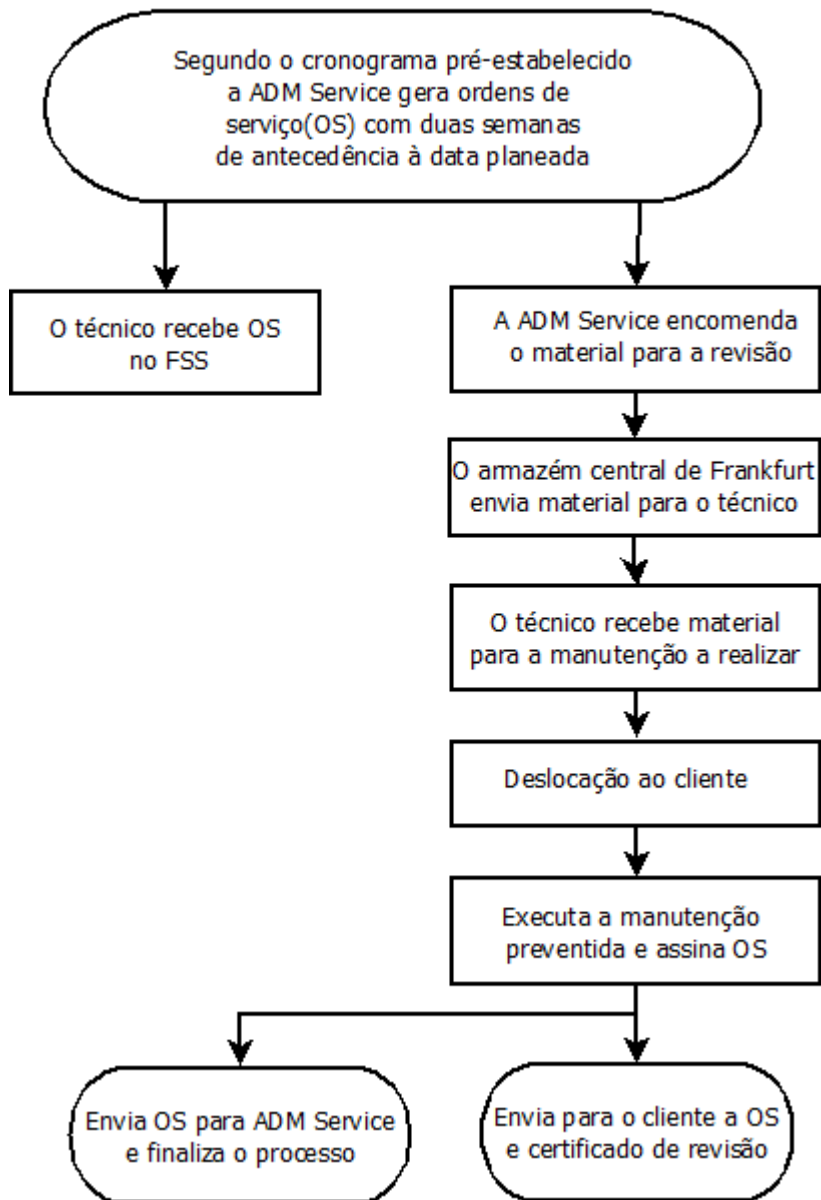 Segundo o cronograma pré-estabelecido
a ADM Service gera ordens de
serviço(OS) com duas semanas
de antecedência à data planeada
O técnico recebe OS
no FSS
A ADM Service encomenda
o material para a revisão
O armazém central de Frankfurt
envia material para o técnico
O técnico recebe material
para a manutenção a realizar
Deslocação ao cliente
Executa a manutenção
preventida e assina OS
Envia OS para ADM Service
e finaliza o processo
Envia para o cliente a OS
e certificado de revisão